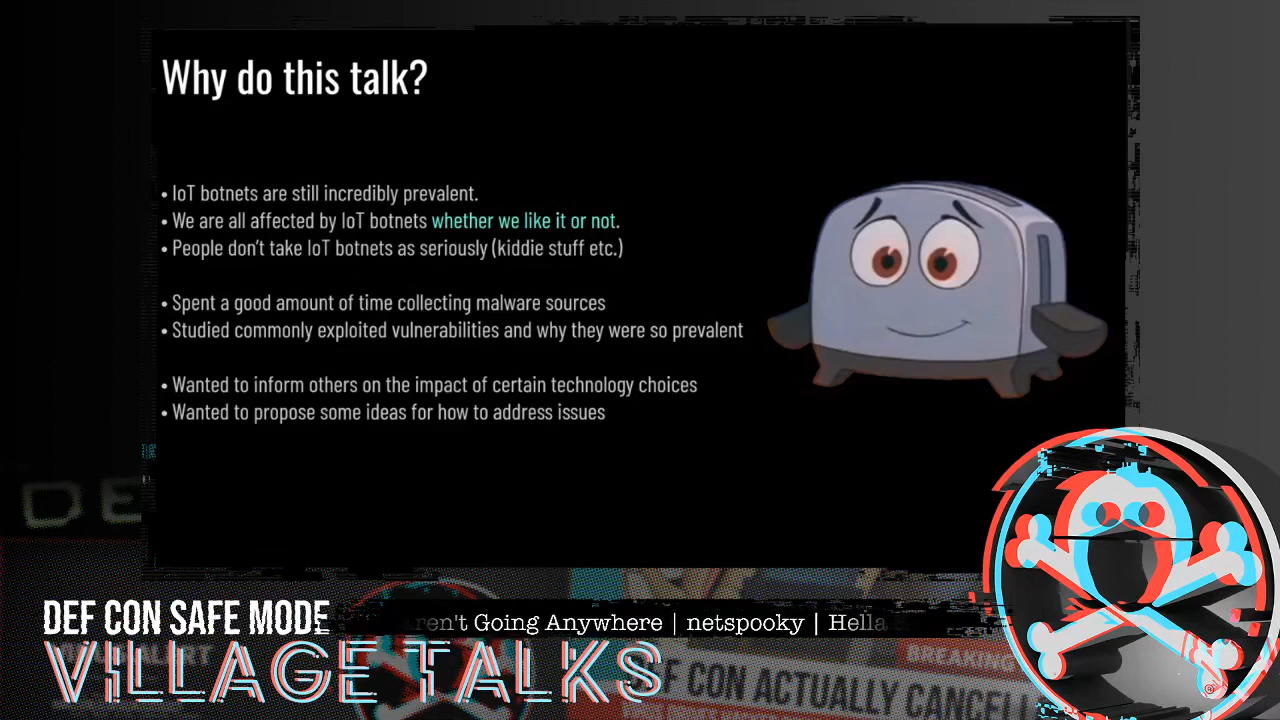 Why do this talk?
• IoT botnets are still incredibly prevalent.
• We are all affected by IoT botnets whether we like it or not.
• People don't take IoT botnets as seriously (kiddie stuff etc.)
• Spent a good amount of time collecting malware sources
• Studied commonly exploited vulnerabilities and why they were so prevalent
• Wanted to inform others on the impact of certain technology choices
• Wanted to propose some ideas for how to address issues
DE
DEF CON SAFE MODE
ren't Going Anywhere | netspooky | Hella
VILLAGE TALKS
BREAKING
DEF CON ACTUALLY CANCELL